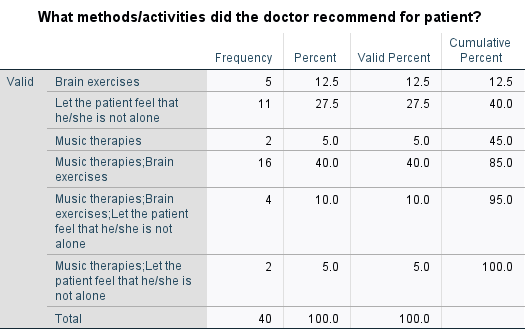 What methods/activities did the doctor recommend for patient?
Frequency Percent Valid Percent Cumulative Percent
Valid Brain exercises 5 12.5 12.5 12.5
Let the patient feel that he/she is not alone 11 27.5 27.5 40.0
Music therapies 2 5.0 5.0 45.0
Music therapies;Brain exercises 16 40.0 40.0 85.0
Music therapies;Brain exercises;Let the patient feel that he/she is not alone 4 10.0 10.0 95.0
Music therapies;Let the patient feel that he/she is not alone 2 5.0 5.0 100.0
Total 40 100.0 100.0